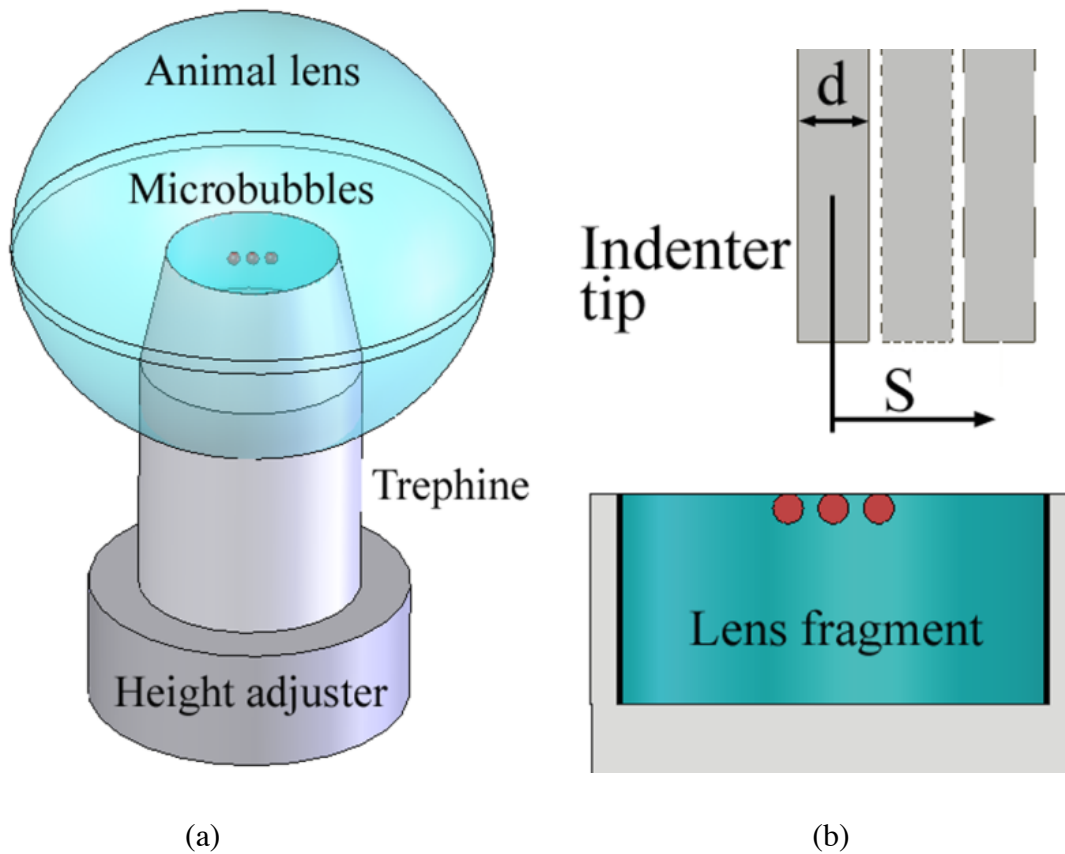 Animal lens
Microbubbles
Trephine
Height adjuster
(a)
d
Indenter
tip
S
Lens fragment
(b)